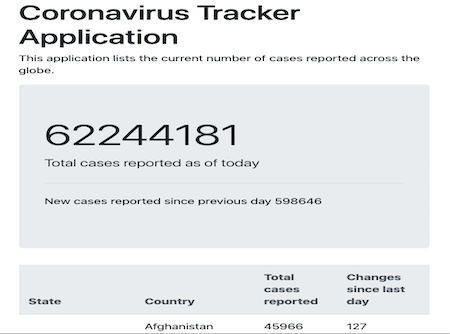 Coronavirus Tracker
Application
This application lists the current number of cases reported across the
globe.
62244181
Total cases reported as of today
New cases reported since previous day 598646
State Country Total cases reported Changes since last day
Afghanistan 45966 127